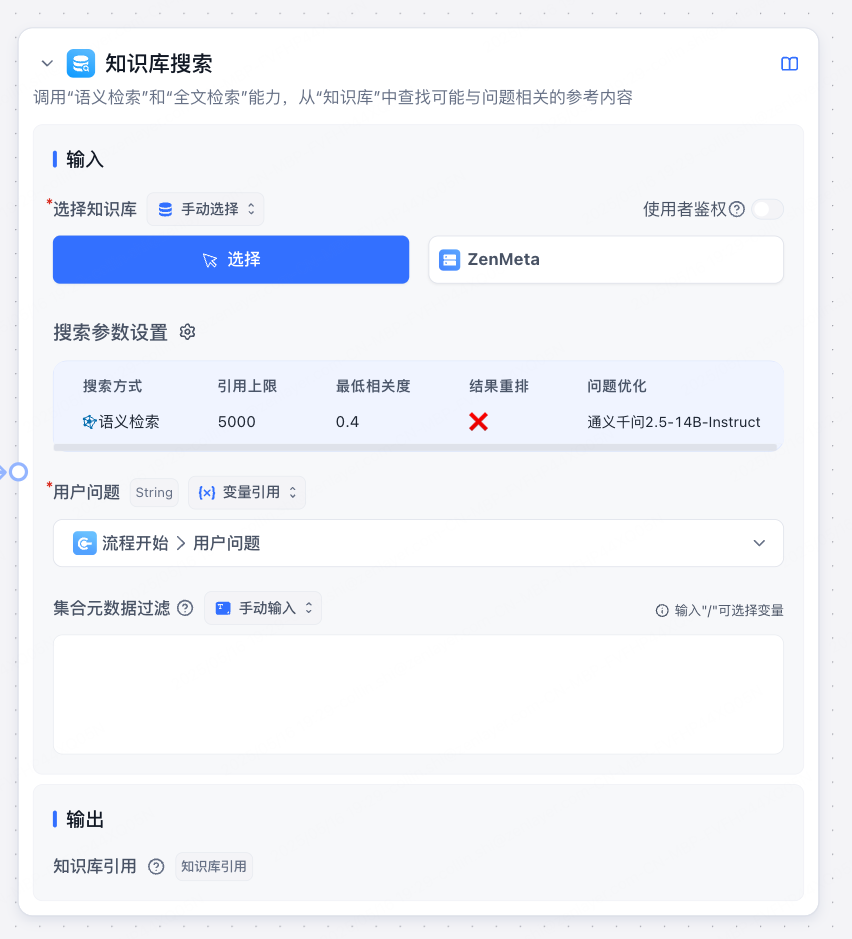 知识库搜索
调用“语义检索”和“全文检索”能力，从“知识库”中查找可能与问题相关的参考内容
输入
*选择知识库 手动选择 使用者鉴权
选择 ZenMeta
搜索参数设置
搜索方式 引用上限 最低相关度 结果重排 问题优化
语义检索 5000 0.4 ❌ 通义千问2.5-14B-Instruct
*用户问题 String 变量引用
流程开始 > 用户问题
集合元数据过滤 手动输入 输入"/"可选择变量
输出
知识库引用 知识库引用